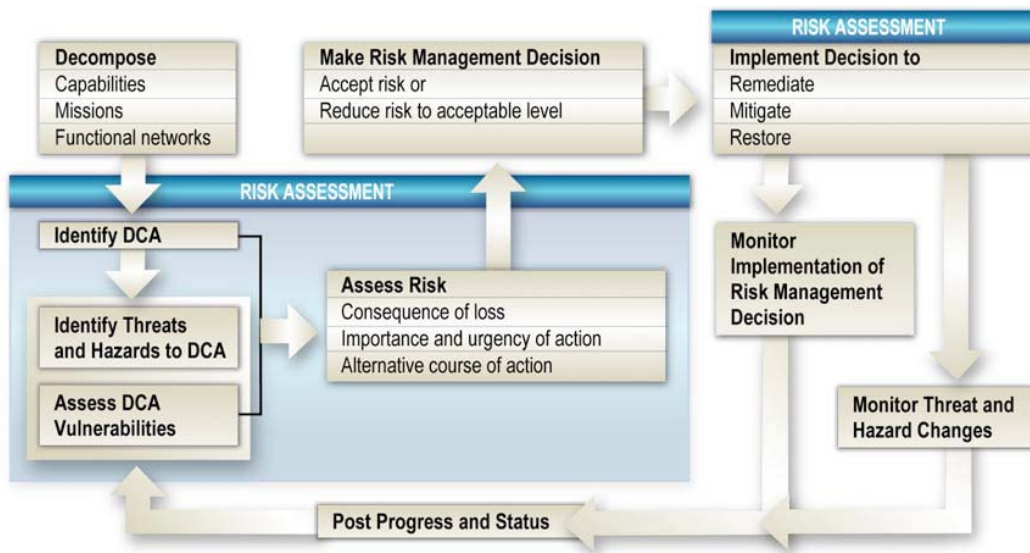 Decompose
Capabilities
Missions
Functional networks
Make Risk Management Decision
Accept risk or
Reduce risk to acceptable level
RISK ASSESSMENT
Implement Decision to
Remediate
Mitigate
Restore
RISK ASSESSMENT
Identify DCA
Identify Threats
and Hazards to DCA
Assess DCA
Vulnerabilities
Assess Risk
Consequence of loss
Importance and urgency of action
Alternative course of action
Monitor
Implementation of
Risk Management
Decision
Monitor Threat and
Hazard Changes
Post Progress and Status